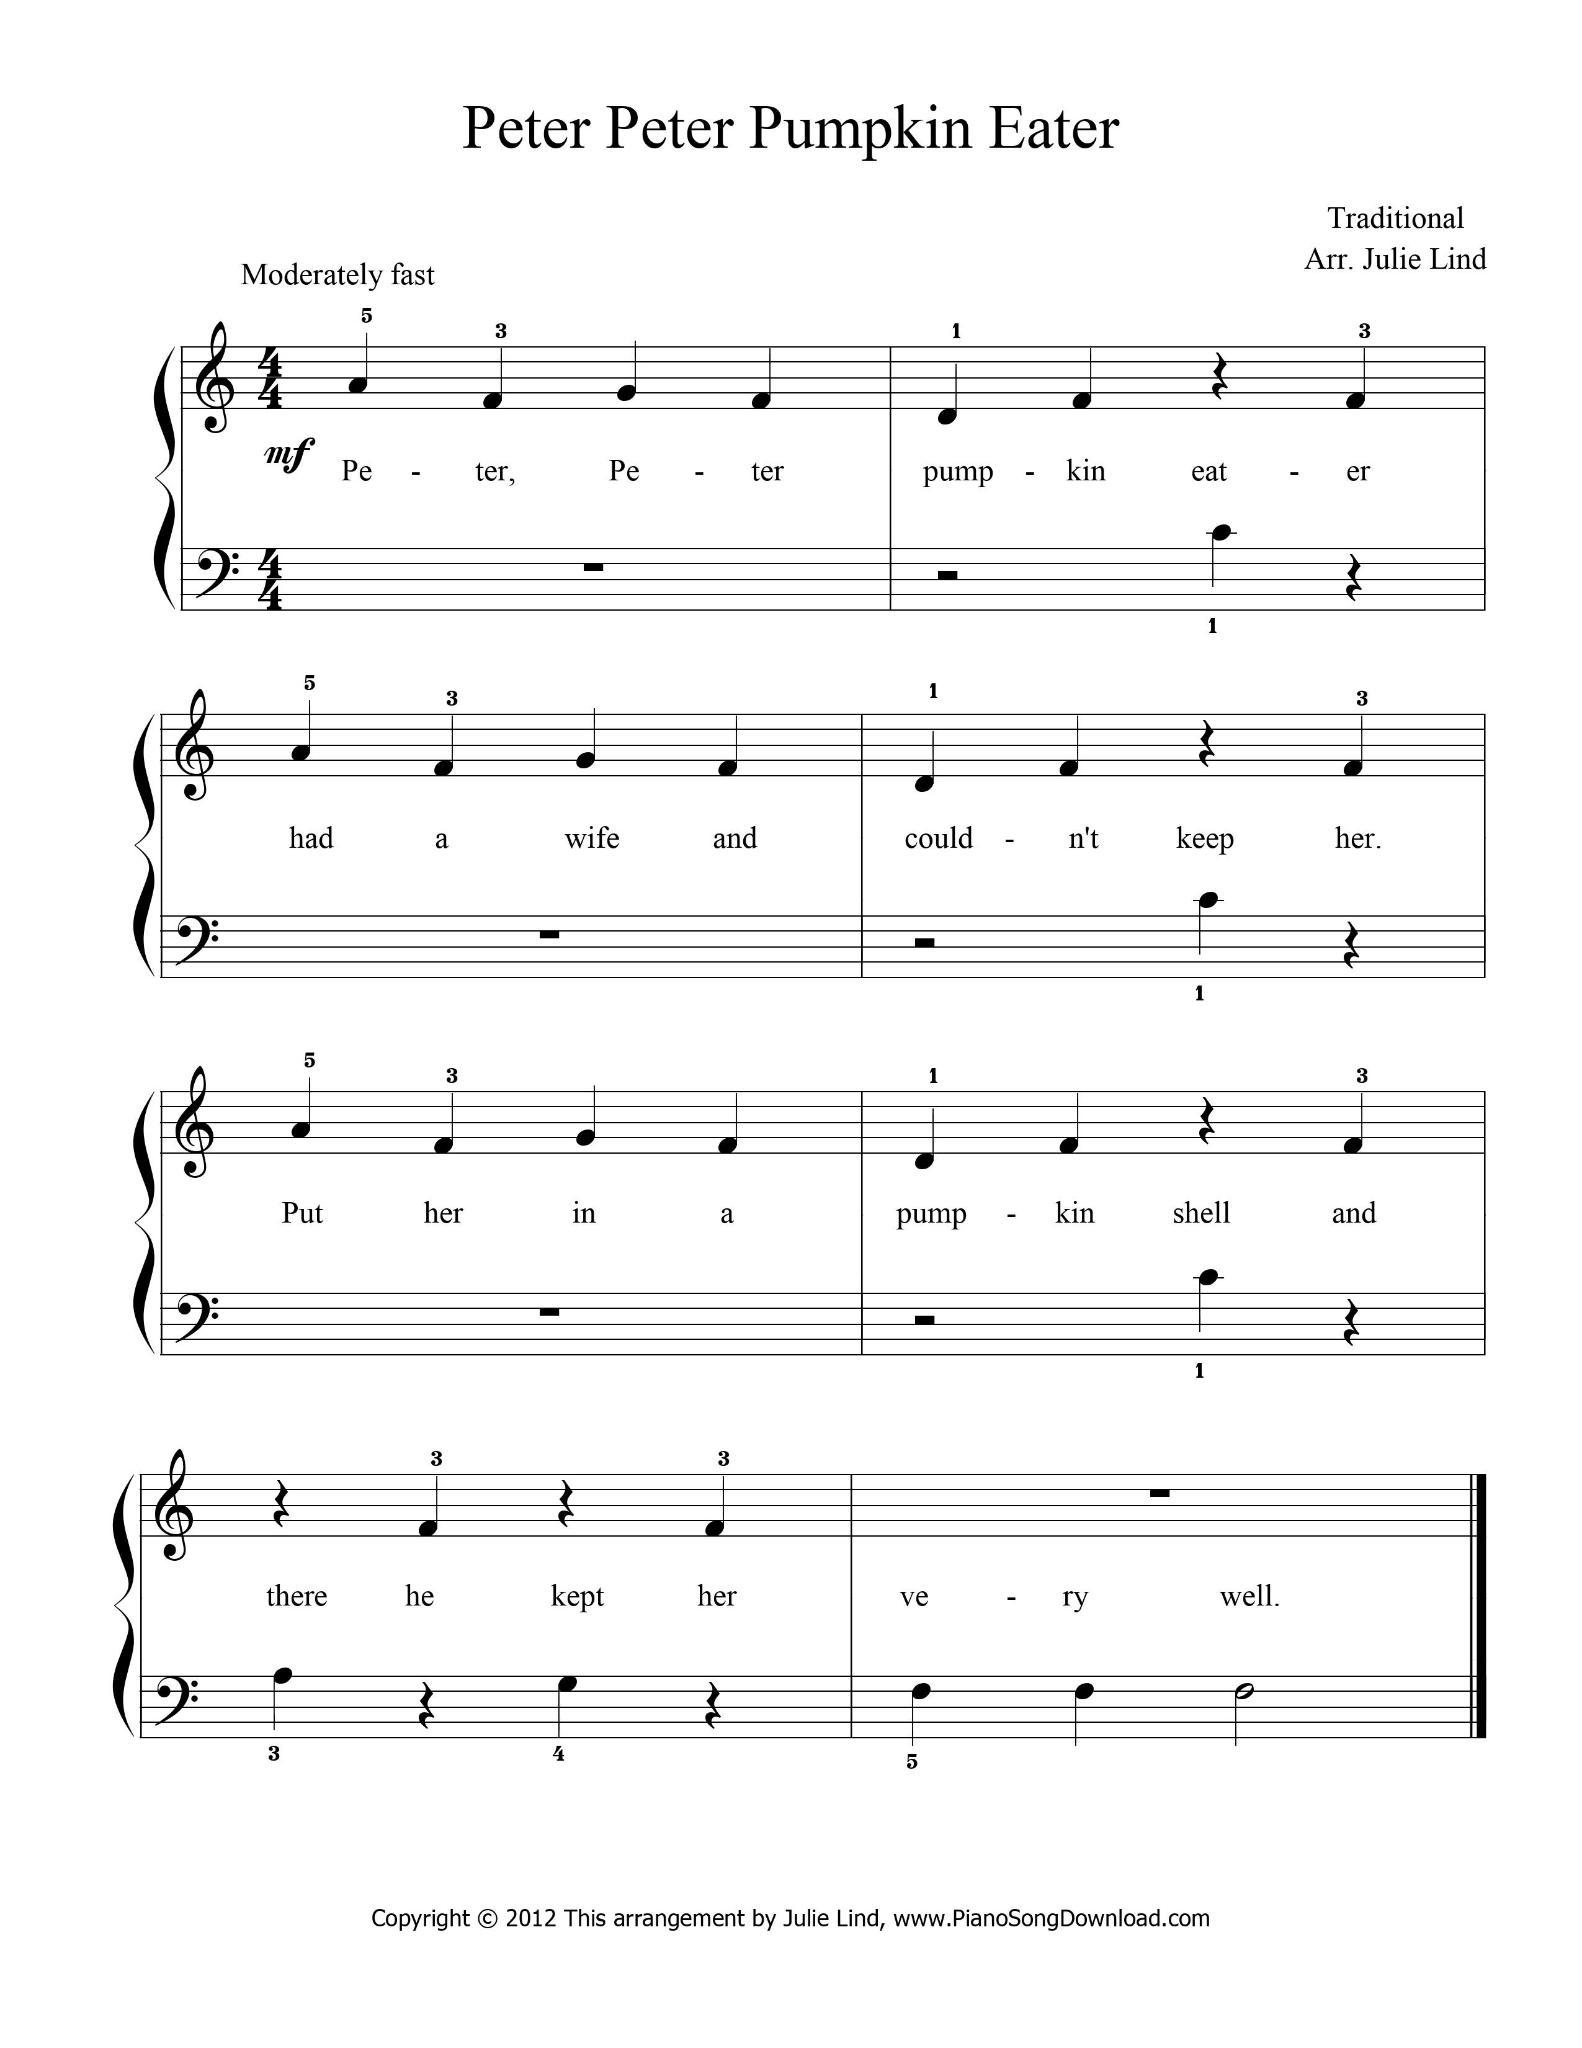 Peter Peter Pumpkin Eater
Traditional
Arr. Julie Lind
Moderately fast
5 3 1 3
4 4
mf
Pe - ter, Pe - ter pump - kin eat - er
4 4
1
5 3 1 3
had a wife and could - n't keep her.
1
5 3 1 3
Put her in a pump - kin shell and
1
3 3
there he kept her ve - ry well.
3 4 5
Copyright © 2012 This arrangement by Julie Lind, www.PianoSongDownload.com